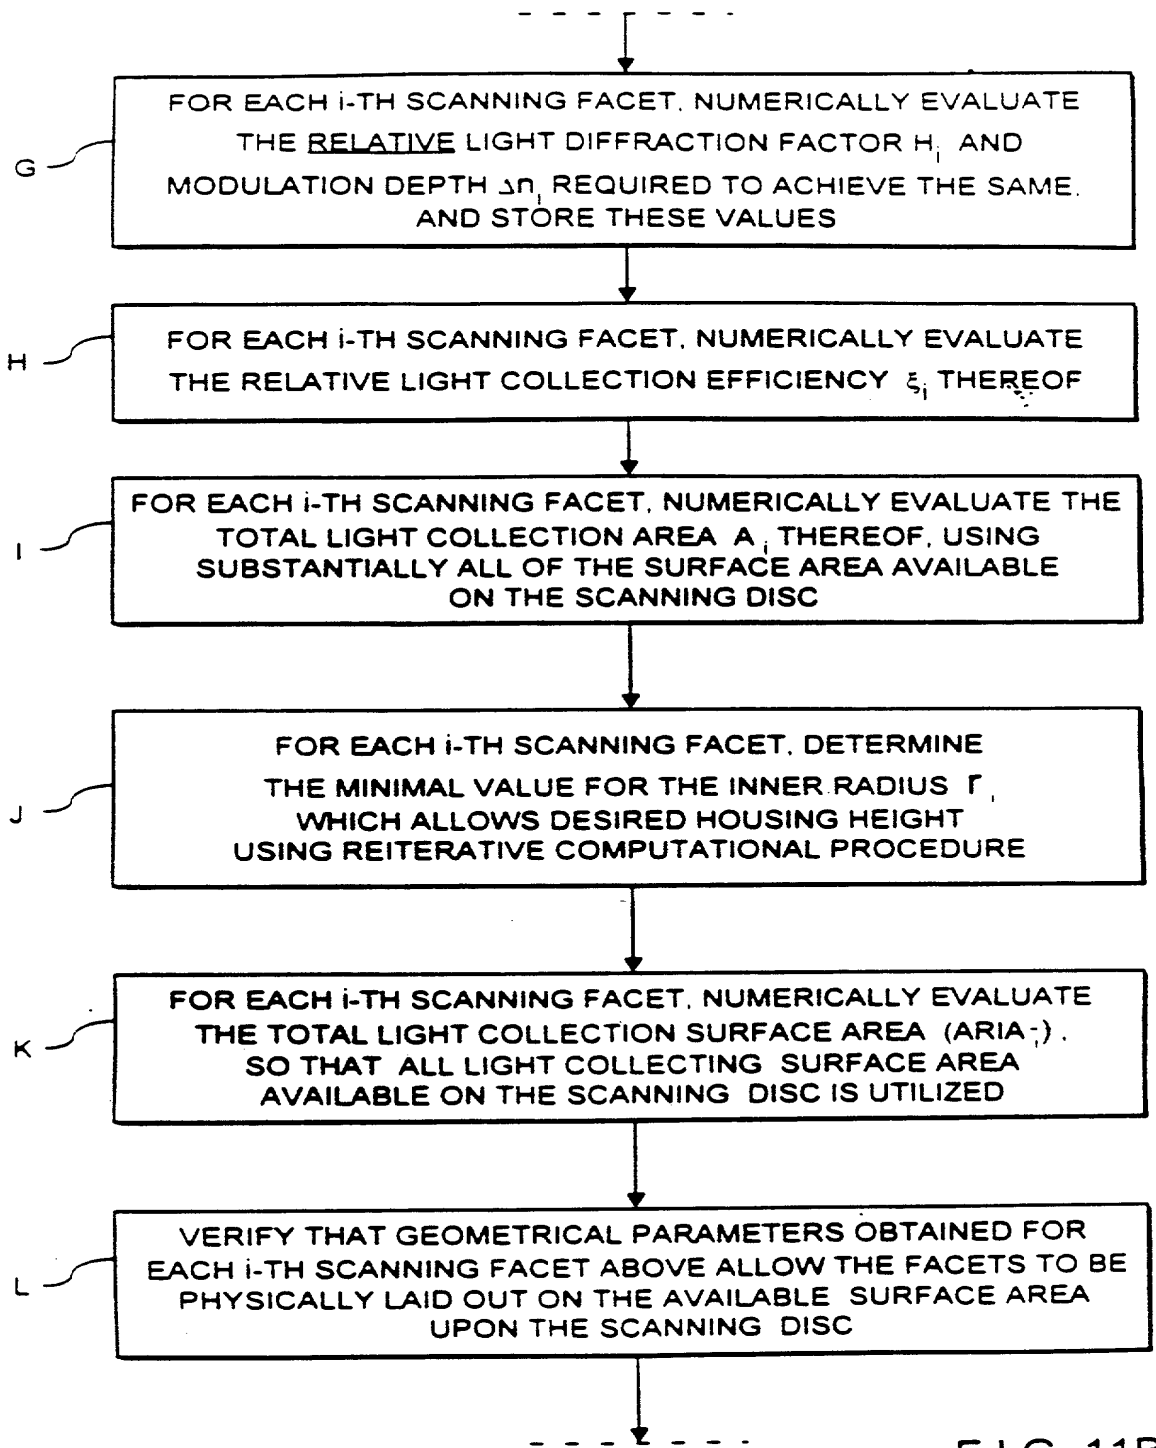 G
FOR EACH i-TH SCANNING FACET, NUMERICALLY EVALUATE
THE RELATIVE LIGHT DIFFRACTION FACTOR Hi AND
MODULATION DEPTH Δni REQUIRED TO ACHIEVE THE SAME.
AND STORE THESE VALUES
H
FOR EACH i-TH SCANNING FACET, NUMERICALLY EVALUATE
THE RELATIVE LIGHT COLLECTION EFFICIENCY ξi THEREOF
I
FOR EACH i-TH SCANNING FACET, NUMERICALLY EVALUATE THE
TOTAL LIGHT COLLECTION AREA Ai THEREOF, USING
SUBSTANTIALLY ALL OF THE SURFACE AREA AVAILABLE
ON THE SCANNING DISC
J
FOR EACH i-TH SCANNING FACET, DETERMINE
THE MINIMAL VALUE FOR THE INNER RADIUS ri
WHICH ALLOWS DESIRED HOUSING HEIGHT
USING REITERATIVE COMPUTATIONAL PROCEDURE
K
FOR EACH i-TH SCANNING FACET, NUMERICALLY EVALUATE
THE TOTAL LIGHT COLLECTION SURFACE AREA (ARIA-i),
SO THAT ALL LIGHT COLLECTING SURFACE AREA
AVAILABLE ON THE SCANNING DISC IS UTILIZED
L
VERIFY THAT GEOMETRICAL PARAMETERS OBTAINED FOR
EACH i-TH SCANNING FACET ABOVE ALLOW THE FACETS TO BE
PHYSICALLY LAID OUT ON THE AVAILABLE SURFACE AREA
UPON THE SCANNING DISC
FIG. 11B